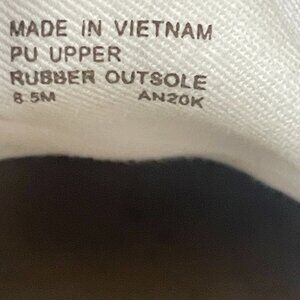 MADE IN VIETNAM
PU UPPER
RUBBER OUTSOLE
8.5M AN20K